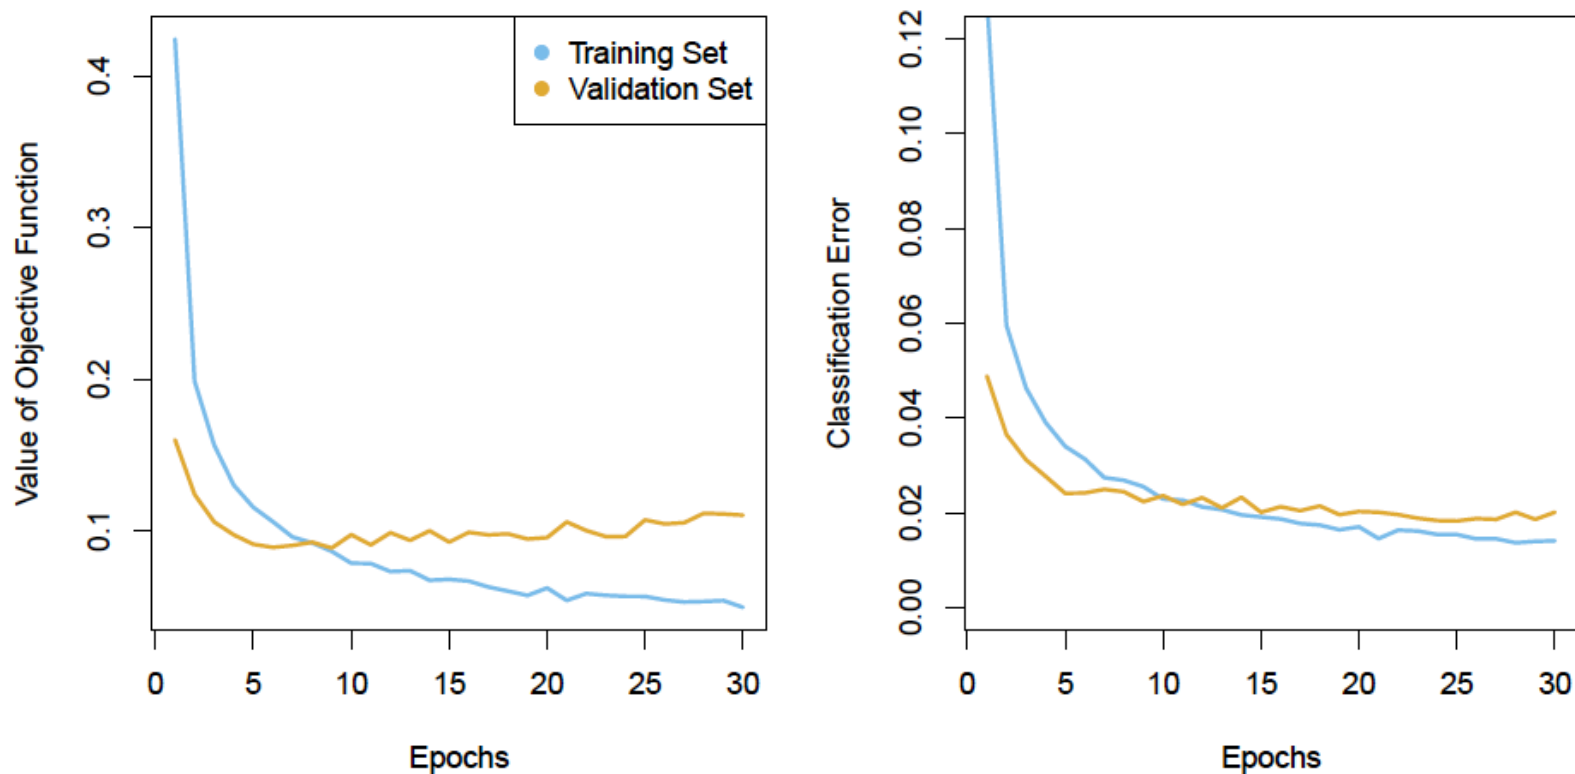 Value of Objective Function
0.4
0.3
0.2
0.1
Training Set
Validation Set
0 5 10 15 20 25 30
Epochs
Classification Error
0.12
0.10
0.08
0.06
0.04
0.02
0.00
0 5 10 15 20 25 30
Epochs